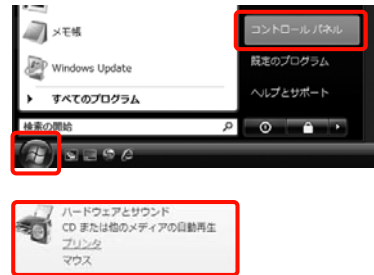 メモ帳
コントロール パネル
Windows Update
既定のプログラム
すべてのプログラム
ヘルプとサポート
検索の開始
ハードウェアとサウンド
CD または他のメディアの自動再生
プリンタ
マウス